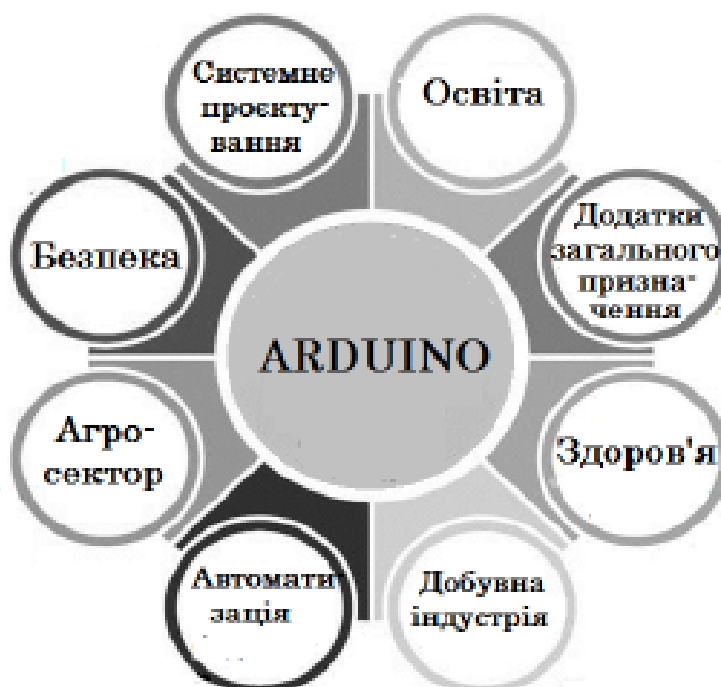 Системне
проєкту-
вання
Освіта
Безпека
Додатки
загального
призна-
чення
ARDUINO
Агро-
сектор
Здоров'я
Автомати-
зація
Добувна
індустрія